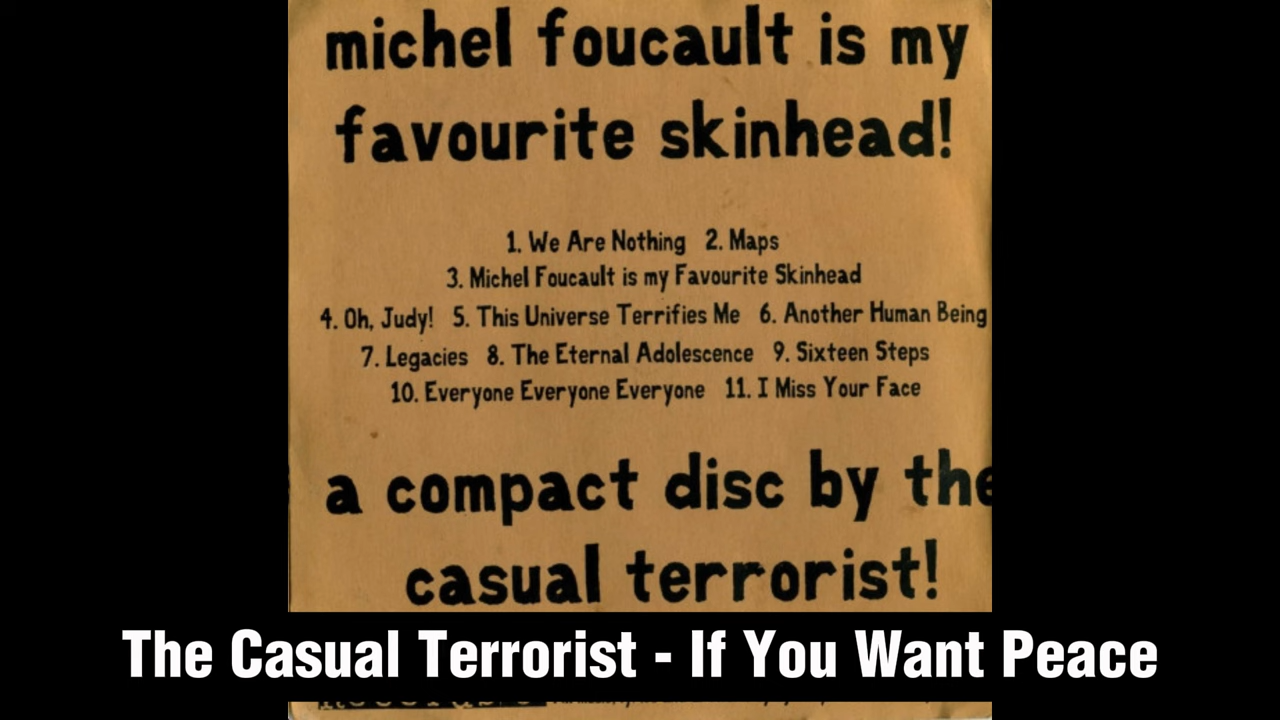 michel foucault is my
favourite skinhead!
1. We Are Nothing 2. Maps
3. Michel Foucault is my Favourite Skinhead
4. Oh, Judy! 5. This Universe Terrifies Me 6. Another Human Being
7. Legacies 8. The Eternal Adolescence 9. Sixteen Steps
10. Everyone Everyone Everyone 11. I Miss Your Face
a compact disc by the
casual terrorist!
The Casual Terrorist - If You Want Peace